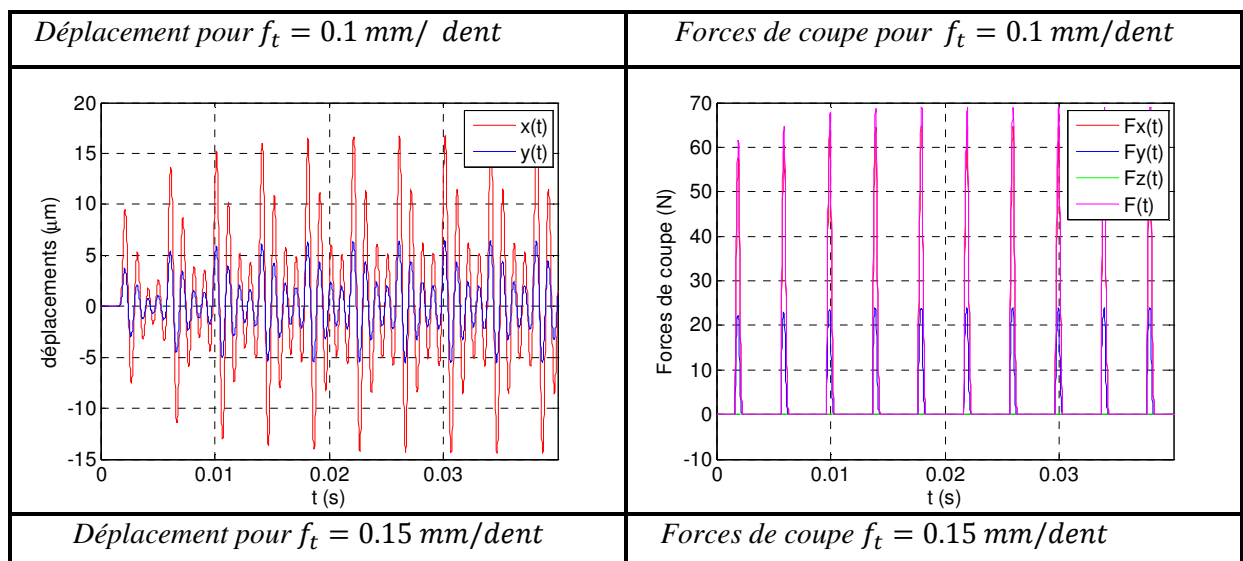 Déplacement pour f_t = 0.1 mm/ dent
Forces de coupe pour f_t = 0.1 mm/dent
20
15
10
5
0
-5
-10
-15
0
0.01
0.02
0.03
déplacements (µm)
t (s)
x(t)
y(t)
70
60
50
40
30
20
10
0
-10
0
0.01
0.02
0.03
Forces de coupe (N)
t (s)
Fx(t)
Fy(t)
Fz(t)
F(t)
Déplacement pour f_t = 0.15 mm/dent
Forces de coupe f_t = 0.15 mm/dent